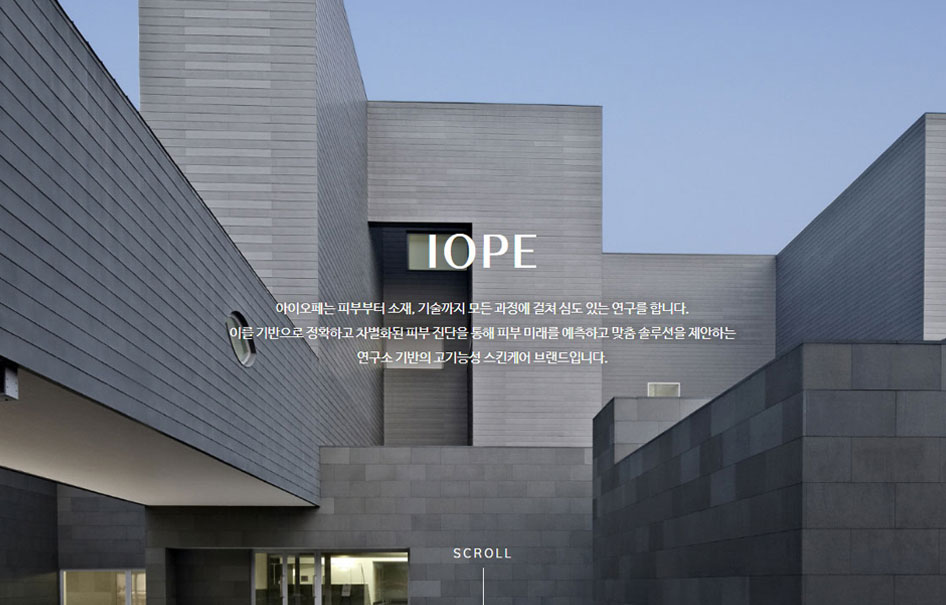 IOPE
아이오페는 피부부터 소재, 기술까지 모든 과정에 걸쳐 심도 있는 연구를 합니다.
이를 기반으로 정확하고 차별화된 피부 진단을 통해 피부 미래를 예측하고 맞춤 솔루션을 제안하는
연구소 기반의 고기능성 스킨케어 브랜드입니다.
SCROLL